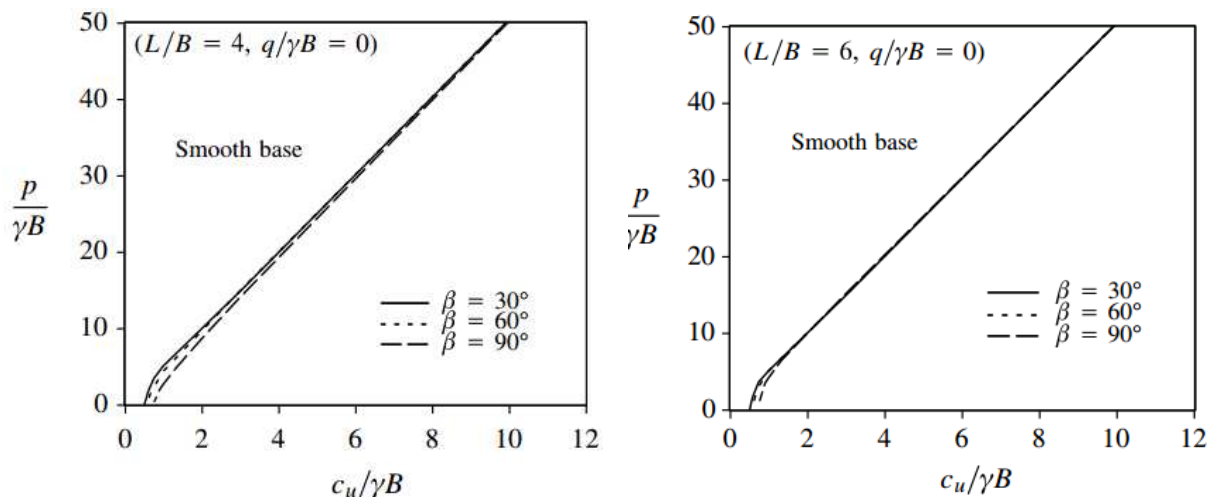 50
(L/B = 4, q/γB = 0)
40
Smooth base
30
p
γB
20
β = 30°
β = 60°
β = 90°
10
0
0 2 4 6 8 10 12
c_u/γB
50
(L/B = 6, q/γB = 0)
40
Smooth base
30
p
γB
20
β = 30°
β = 60°
β = 90°
10
0
0 2 4 6 8 10 12
c_u/γB